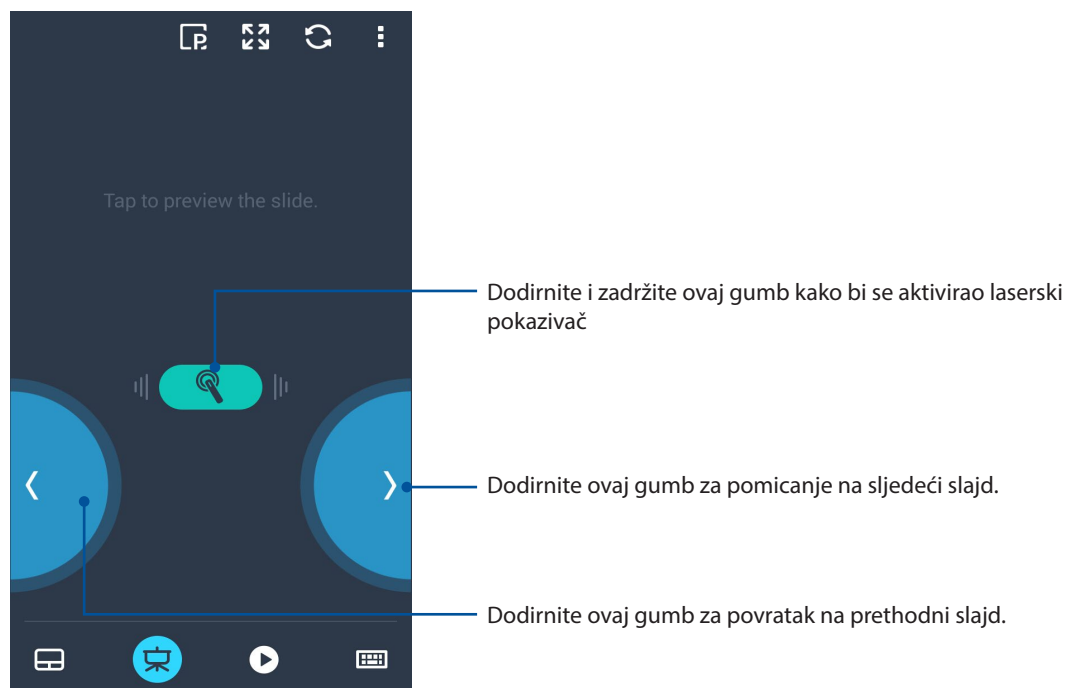 P
Tap to preview the slide.
Dodirnite i zadržite ovaj gumb kako bi se aktivirao laserski
pokazivač
Dodirnite ovaj gumb za pomicanje na sljedeći slajd.
Dodirnite ovaj gumb za povratak na prethodni slajd.